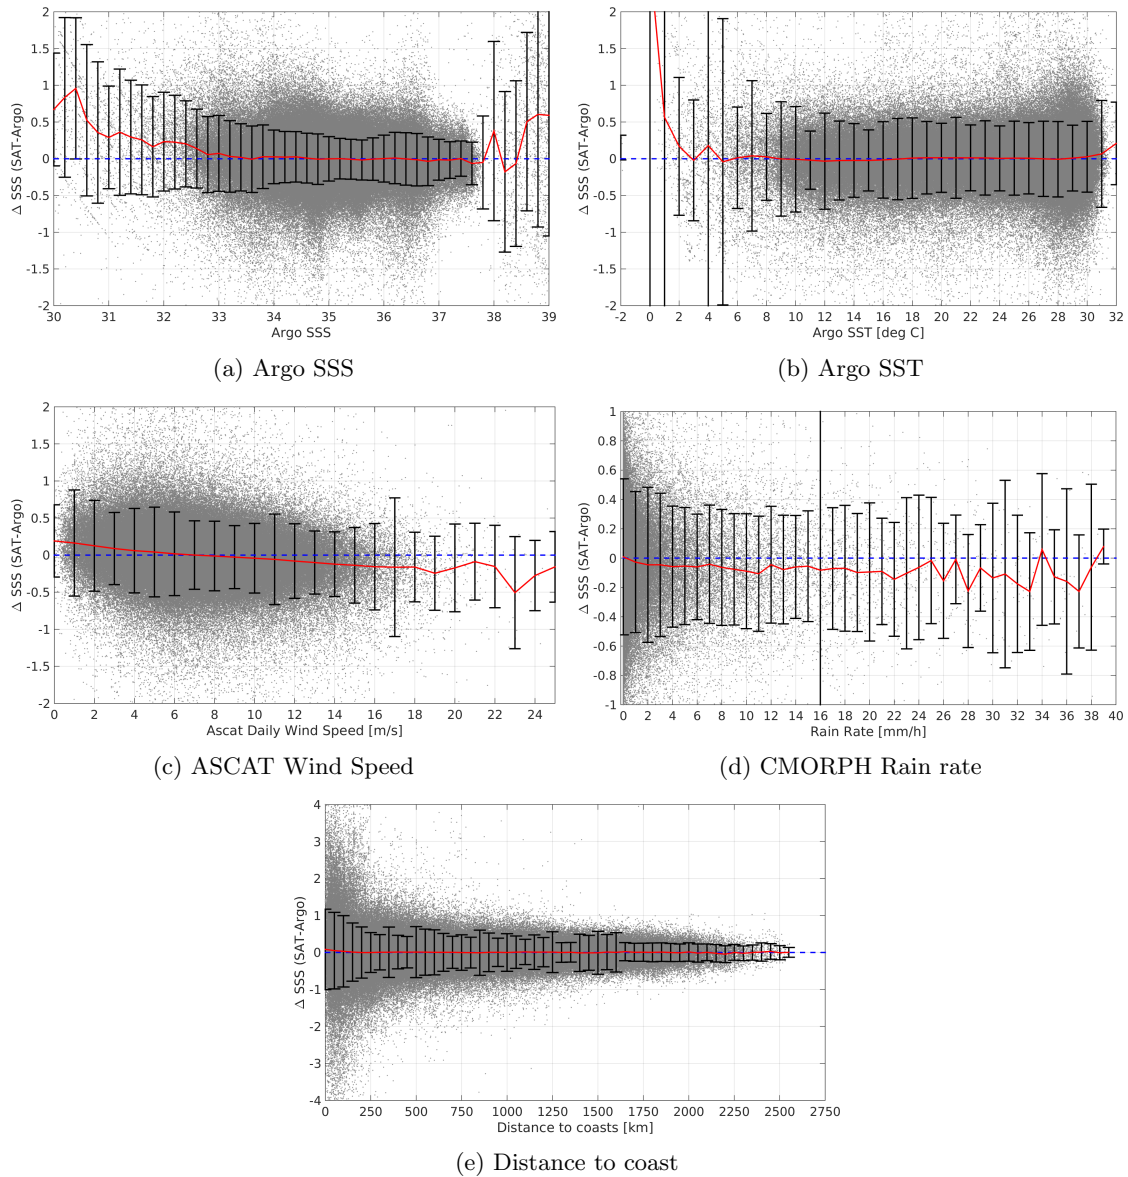 2
1.5
1
0.5
0
-0.5
-1
-1.5
-2
Δ SSS (SAT-Argo)
30 31 32 33 34 35 36 37 38 39
Argo SSS
(a) Argo SSS
2
1.5
1
0.5
0
-0.5
-1
-1.5
-2
Δ SSS (SAT-Argo)
-2 0 2 4 6 8 10 12 14 16 18 20 22 24 26 28 30 32
Argo SST [deg C]
(b) Argo SST
2
1.5
1
0.5
0
-0.5
-1
-1.5
-2
Δ SSS (SAT-Argo)
0 2 4 6 8 10 12 14 16 18 20 22 24
Ascat Daily Wind Speed [m/s]
(c) ASCAT Wind Speed
1
0.8
0.6
0.4
0.2
0
-0.2
-0.4
-0.6
-0.8
-1
Δ SSS (SAT-Argo)
0 2 4 6 8 10 12 14 16 18 20 22 24 26 28 30 32 34 36 38 40
Rain Rate [mm/h]
(d) CMORPH Rain rate
4
3
2
1
0
-1
-2
-3
-4
Δ SSS (SAT-Argo)
0 250 500 750 1000 1250 1500 1750 2000 2250 2500 2750
Distance to coasts [km]
(e) Distance to coast